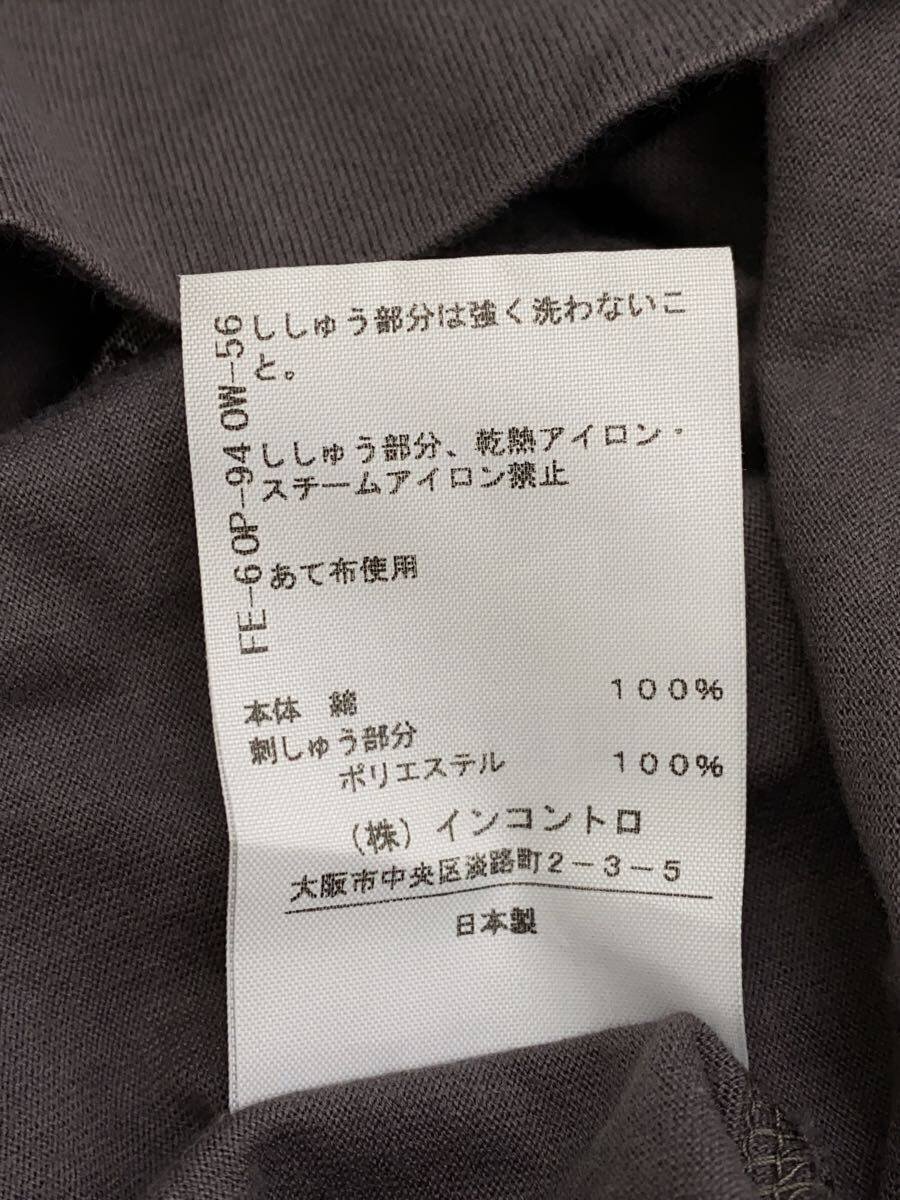 FE-60P-940W-56
ししゅう部分は強く洗わないこ
と。
ししゅう部分、乾熱アイロン・
スチームアイロン禁止
あて布使用
本体 綿 100%
刺しゅう部分
ポリエステル 100%
(株)インコントロ
大阪市中央区淡路町2-3-5
日本製